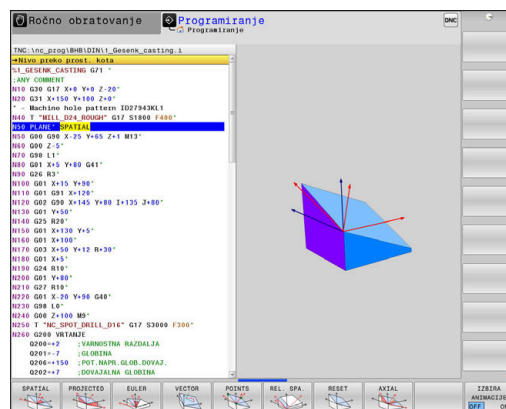 Ročno obratovanje
Programiranje
Programiranje
DNC
TNC:\nc_prog\BHB\DIN\1_Gesenk_casting.i
→Nivo preko prost. kota
%1_GESENK_CASTING G71 *
;ANY COMMENT
N10 G30 G17 X+0 Y+0 Z-20*
N20 G31 X+150 Y+100 Z+0*
* - Machine hole pattern ID27943KL1
N40 T "MILL_D24_ROUGH" G17 S1800 F400*
N50 PLANE* SPATIAL
N50 G00 G90 X-25 Y+65 Z+1 M13*
N60 G00 Z-5*
N70 G98 L1*
N80 G01 X+5 Y+80 G41*
N90 G26 R3*
N100 G01 X+15 Y+90*
N110 G01 G91 X+120*
N120 G02 G90 X+145 Y+80 I+135 J+80*
N130 G01 Y+50*
N140 G25 R20*
N150 G01 X+130 Y+5*
N160 G01 X+100*
N170 G03 X+50 Y+12 R+30*
N180 G01 X+5*
N190 G24 R10*
N200 G01 Y+80*
N210 G27 R10*
N220 G01 X-20 Y+90 G40*
N230 G98 L0*
N240 G00 Z+100 M9*
N250 T "NC_SPOT_DRILL_D16" G17 S3000 F300*
N260 G200 VRTANJE
Q200=+2 ;VARNOSTNA RAZDALJA
Q201=-7 ;GLOBINA
Q206=+150 ;POT.NAPR.GLOB.DOVAJ.
Q202=+7 ;DOVAJALNA GLOBINA
SPATIAL
PROJECTED
EULER
VECTOR
POINTS
REL. SPA.
RESET
AXIAL
IZBIRA
ANIMACIJE
OFF